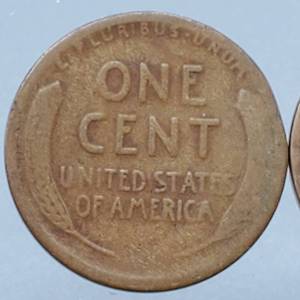 E·PLURIBUS·UNUM
ONE
CENT
UNITED STATES
OF AMERICA